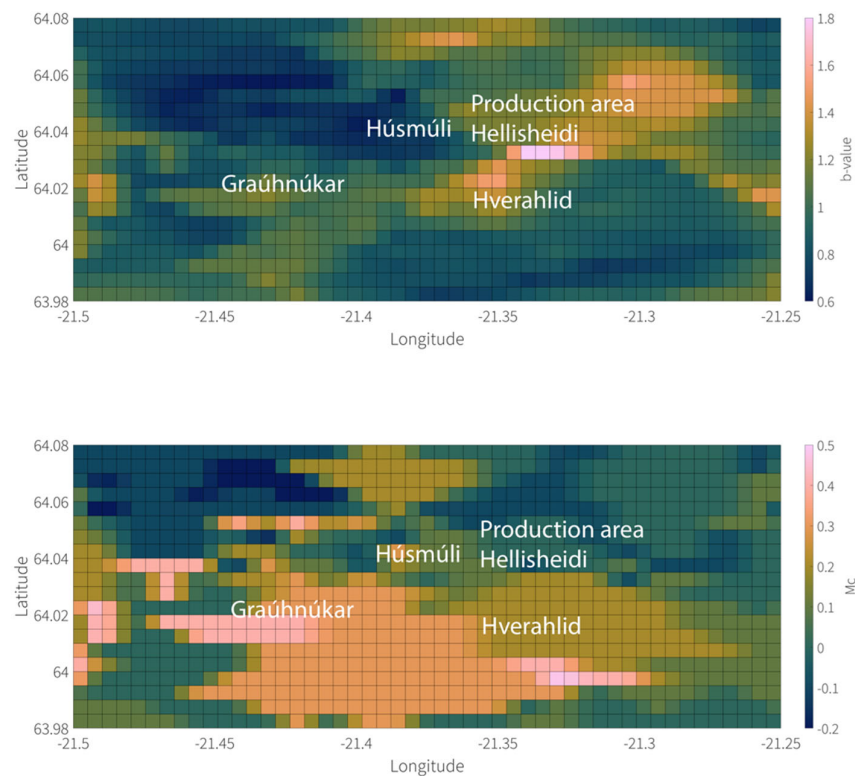 64.08
64.06
64.04
64.02
64
63.98
Latitude
Production area
Húsmúli
Hellisheidi
Graúhnúkar
Hverahlid
-21.5
-21.45
-21.4
-21.35
-21.3
-21.25
Longitude
1.8
1.6
1.4
1.2
1
0.8
0.6
b-value
64.08
64.06
64.04
64.02
64
63.98
Latitude
Production area
Húsmúli
Hellisheidi
Graúhnúkar
Hverahlid
-21.5
-21.45
-21.4
-21.35
-21.3
-21.25
Longitude
0.5
0.4
0.3
0.2
0.1
0
-0.1
-0.2
Mc